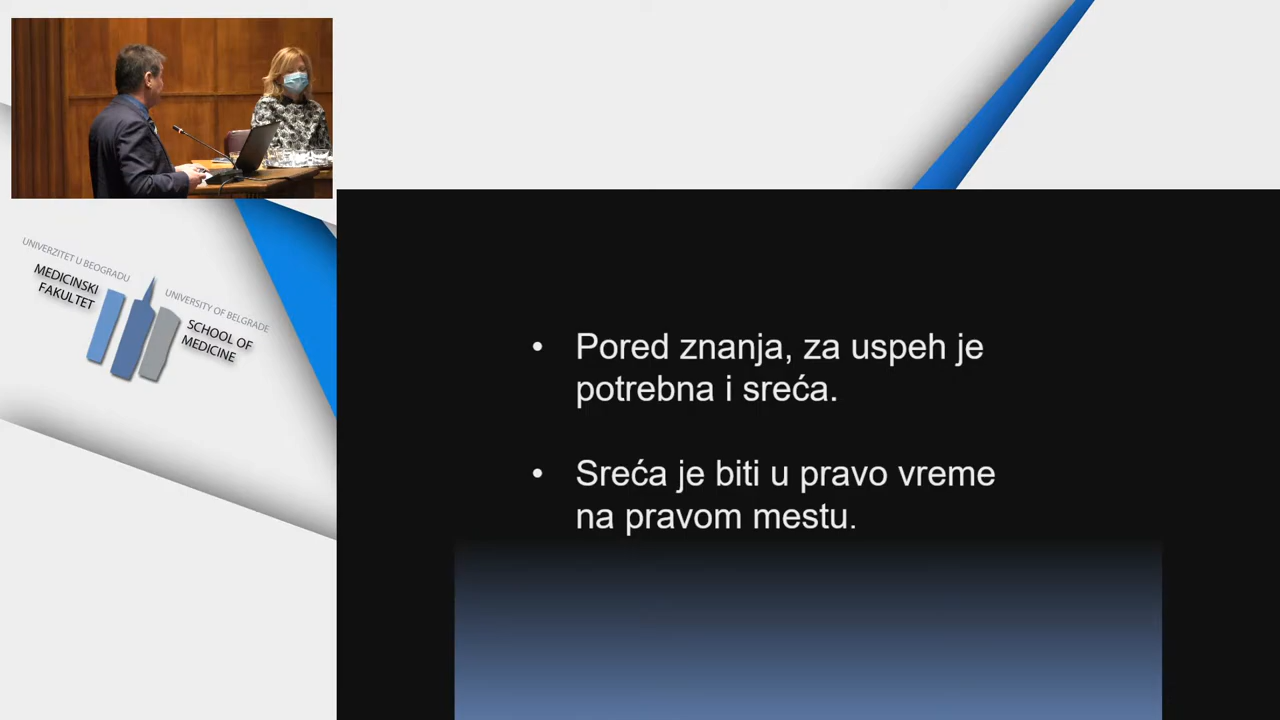 UNIVERZITET U BEOGRADU
MEDICINSKI
FAKULTET
UNIVERSITY OF BELGRADE
SCHOOL OF
MEDICINE
• Pored znanja, za uspeh je
potrebna i sreća.
• Sreća je biti u pravo vreme
na pravom mestu.